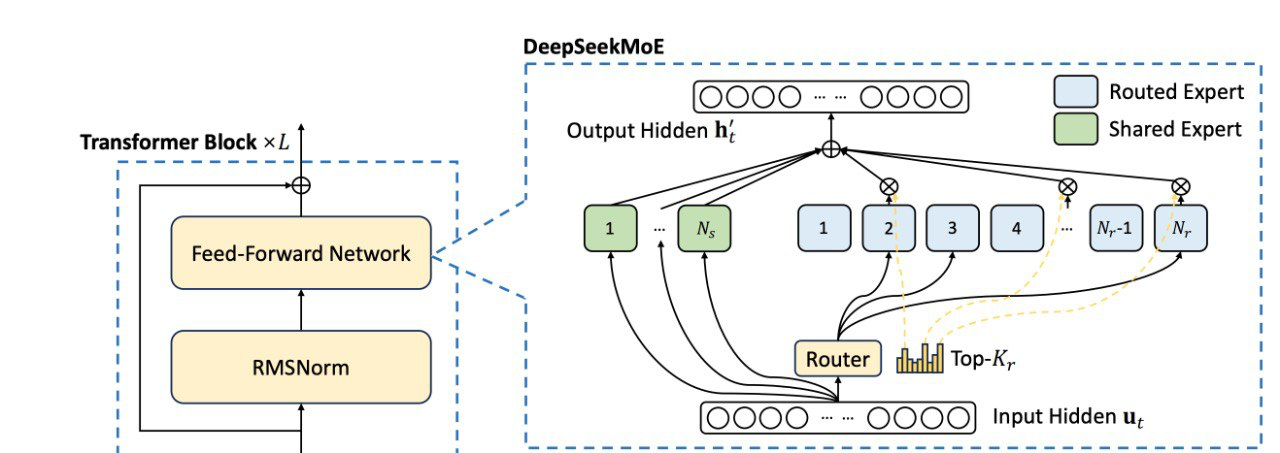 DeepSeekMoE
Routed Expert
Shared Expert
Output Hidden 𝐡′ₜ
Transformer Block ×𝐿
Feed-Forward Network
RMSNorm
1 ... 𝑁ₛ 1 2 3 4 ... 𝑁ᵣ-1 𝑁ᵣ
Router
Top-𝐾ᵣ
Input Hidden 𝐮ₜ